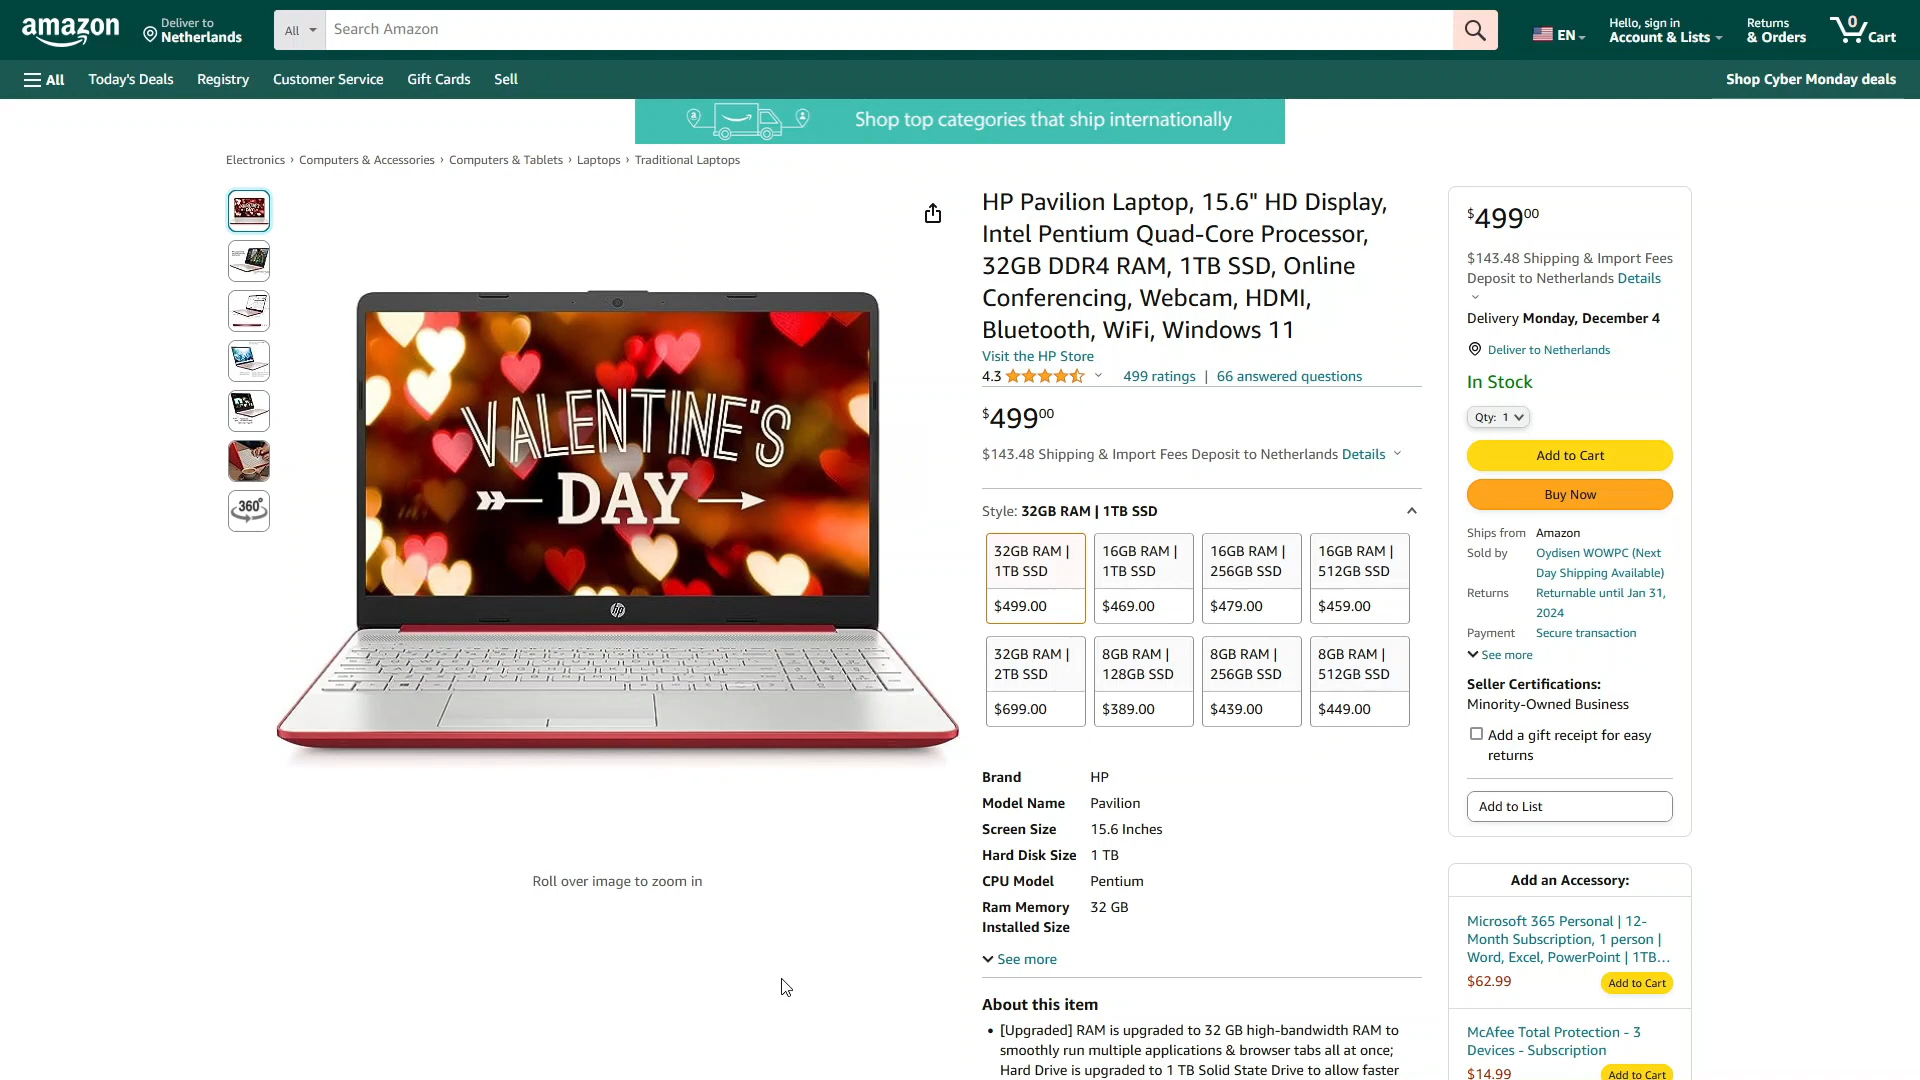 amazon
Deliver to
Netherlands
All
Search Amazon
EN
Hello, sign in
Account & Lists
Returns
& Orders
0
Cart
All
Today's Deals
Registry
Customer Service
Gift Cards
Sell
Shop Cyber Monday deals
Shop top categories that ship internationally
Electronics › Computers & Accessories › Computers & Tablets › Laptops › Traditional Laptops
VALENTINE'S
DAY
hp
360°
Roll over image to zoom in
HP Pavilion Laptop, 15.6" HD Display,
Intel Pentium Quad-Core Processor,
32GB DDR4 RAM, 1TB SSD, Online
Conferencing, Webcam, HDMI,
Bluetooth, WiFi, Windows 11
Visit the HP Store
4.3
499 ratings | 66 answered questions
$49900
$143.48 Shipping & Import Fees Deposit to Netherlands Details
Style: 32GB RAM | 1TB SSD
32GB RAM |
1TB SSD
$499.00
16GB RAM |
1TB SSD
$469.00
16GB RAM |
256GB SSD
$479.00
16GB RAM |
512GB SSD
$459.00
32GB RAM |
2TB SSD
$699.00
8GB RAM |
128GB SSD
$389.00
8GB RAM |
256GB SSD
$439.00
8GB RAM |
512GB SSD
$449.00
Brand HP
Model Name Pavilion
Screen Size 15.6 Inches
Hard Disk Size 1 TB
CPU Model Pentium
Ram Memory 32 GB
Installed Size
See more
About this item
• [Upgraded] RAM is upgraded to 32 GB high-bandwidth RAM to
smoothly run multiple applications & browser tabs all at once;
Hard Drive is upgraded to 1 TB Solid State Drive to allow faster
$49900
$143.48 Shipping & Import Fees
Deposit to Netherlands Details
Delivery Monday, December 4
Deliver to Netherlands
In Stock
Qty: 1
Add to Cart
Buy Now
Ships from Amazon
Sold by Oydisen WOWPC (Next
Day Shipping Available)
Returns Returnable until Jan 31,
2024
Payment Secure transaction
See more
Seller Certifications:
Minority-Owned Business
Add a gift receipt for easy
returns
Add to List
Add an Accessory:
Microsoft 365 Personal | 12-
Month Subscription, 1 person |
Word, Excel, PowerPoint | 1TB...
$62.99
Add to Cart
McAfee Total Protection - 3
Devices - Subscription
$14.99
Add to Cart